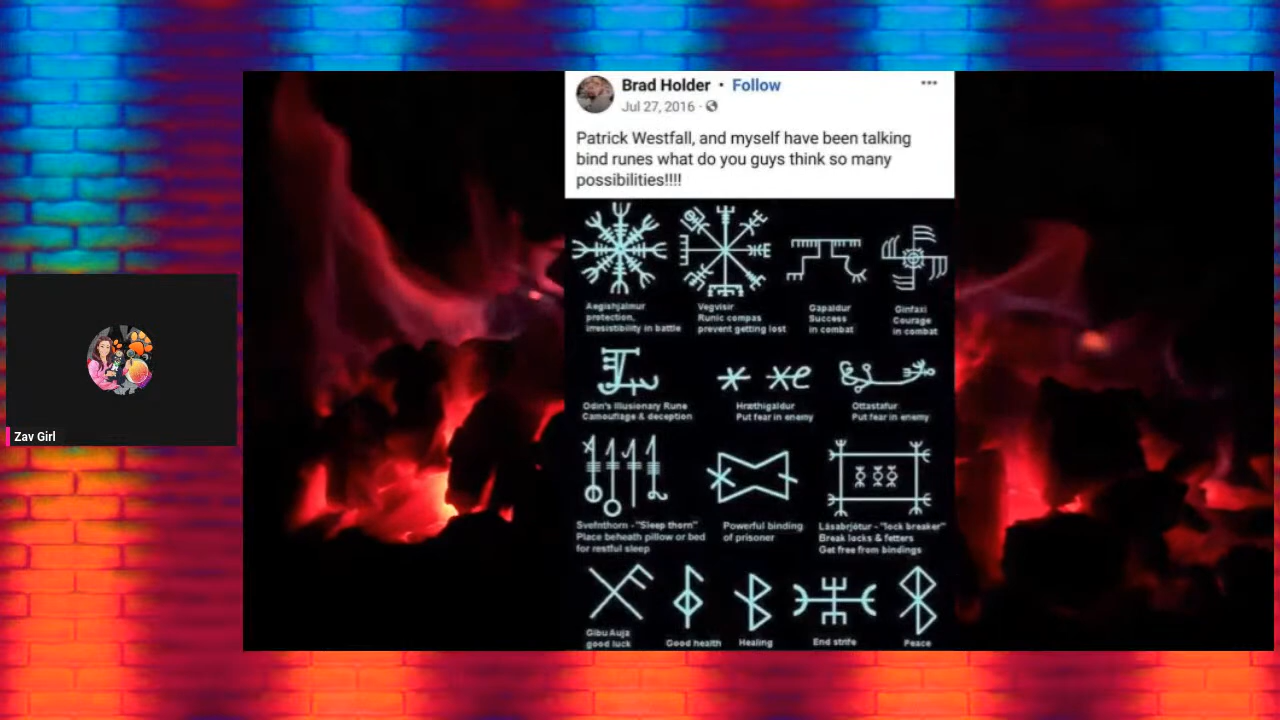 Brad Holder · Follow
Jul 27, 2016 ·
Patrick Westfall, and myself have been talking
bind runes what do you guys think so many
possibilities!!!!
Aegishjalmur
protection,
irresistibility in battle
Vegvisir
Runic compas
prevent getting lost
Gapaldur
Success
in combat
Ginfaxi
Courage
in combat
Odin's Illusionary Rune
Camouflage & deception
Hræthigaldur
Put fear in enemy
Ottastafur
Put fear in enemy
Zav Girl
Svefnthorn - "Sleep thorn"
Place beheath pillow or bed
for restful sleep
Powerful binding
of prisoner
Lásabrjótur - "lock breaker"
Break locks & fetters
Get free from bindings
Gibu Auja
good luck
Good health
Healing
End strife
Peace